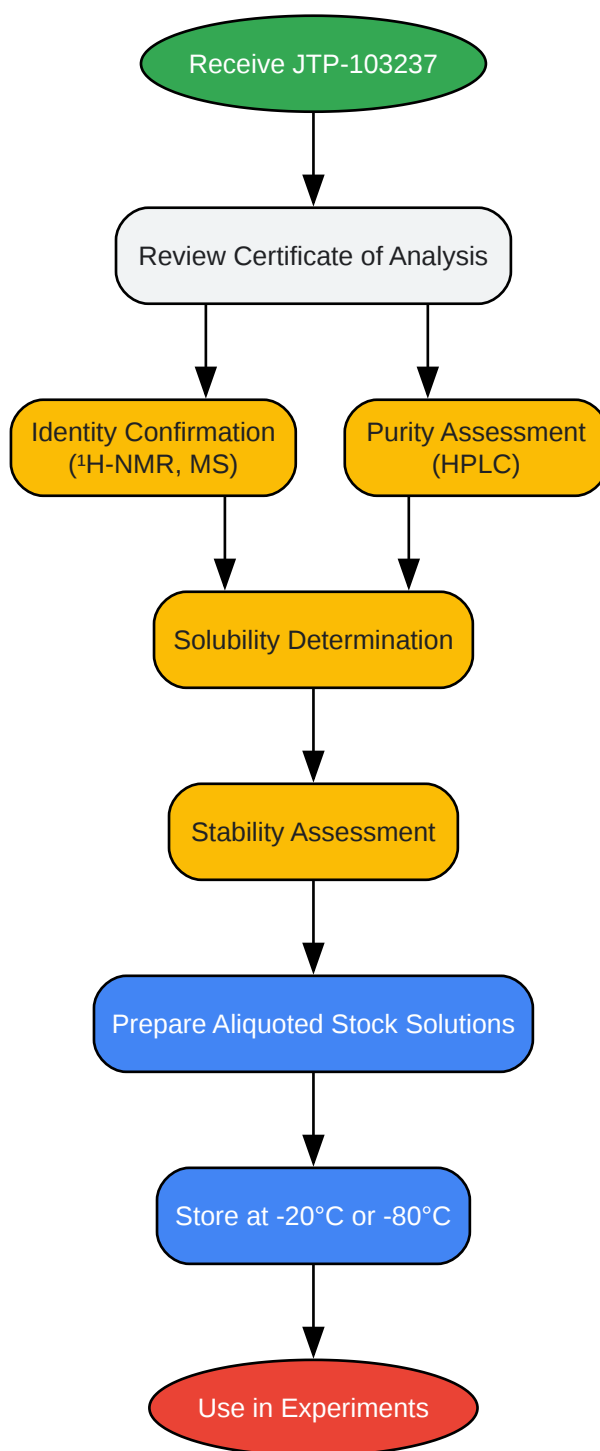 Receive JTP-103237
Review Certificate of Analysis
Identity Confirmation
(¹H-NMR, MS)
Purity Assessment
(HPLC)
Solubility Determination
Stability Assessment
Prepare Aliquoted Stock Solutions
Store at -20°C or -80°C
Use in Experiments